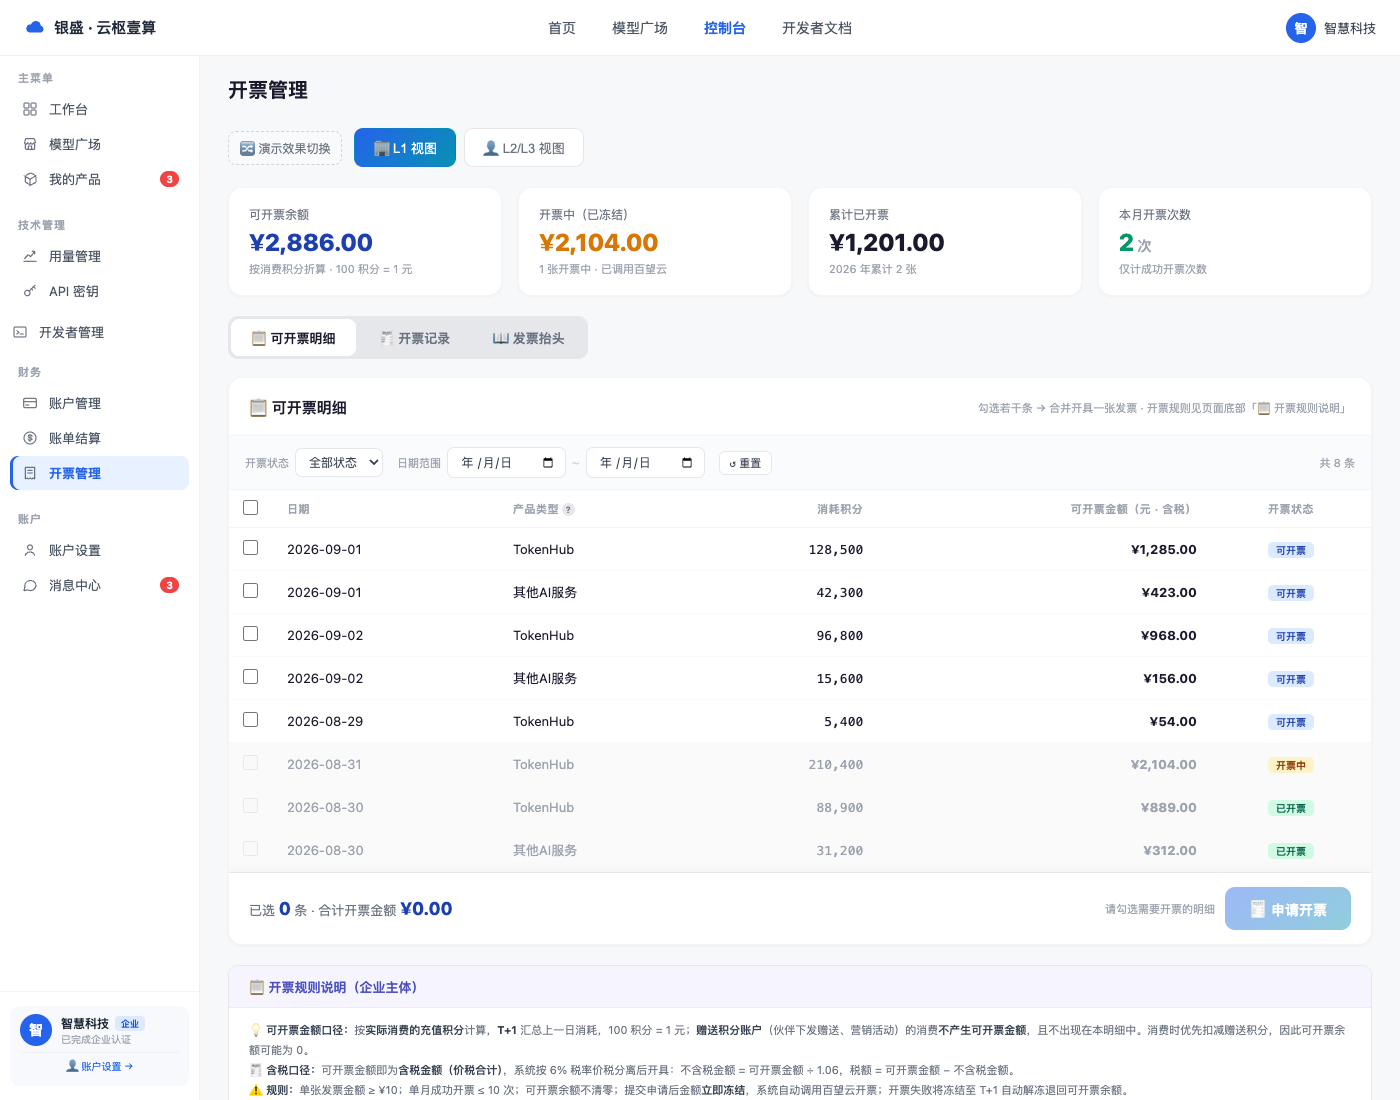 银盛 · 云枢壹算
首页 模型广场 控制台 开发者文档
智 智慧科技
主菜单
工作台
模型广场
我的产品 3
技术管理
用量管理
API 密钥
开发者管理
财务
账户管理
账单结算
开票管理
账户
账户设置
消息中心 3
智 智慧科技 企业
已完成企业认证
账户设置 →
开票管理
演示效果切换 L1 视图 L2/L3 视图
可开票余额
¥2,886.00
按消费积分折算 · 100 积分 = 1 元
开票中（已冻结）
¥2,104.00
1 张开票中 · 已调用百望云
累计已开票
¥1,201.00
2026 年累计 2 张
本月开票次数
2 次
仅计成功开票次数
可开票明细 开票记录 发票抬头
可开票明细
勾选若干条 → 合并开具一张发票 · 开票规则见页面底部「📋 开票规则说明」
开票状态 全部状态 日期范围 年 /月/日 ~ 年 /月/日 ↺ 重置 共 8 条
日期 产品类型 ? 消耗积分 可开票金额（元 · 含税） 开票状态
2026-09-01 TokenHub 128,500 ¥1,285.00 可开票
2026-09-01 其他AI服务 42,300 ¥423.00 可开票
2026-09-02 TokenHub 96,800 ¥968.00 可开票
2026-09-02 其他AI服务 15,600 ¥156.00 可开票
2026-08-29 TokenHub 5,400 ¥54.00 可开票
2026-08-31 TokenHub 210,400 ¥2,104.00 开票中
2026-08-30 TokenHub 88,900 ¥889.00 已开票
2026-08-30 其他AI服务 31,200 ¥312.00 已开票
已选 0 条 · 合计开票金额 ¥0.00
请勾选需要开票的明细 申请开票
开票规则说明（企业主体）
💡 可开票金额口径：按实际消费的充值积分计算，T+1 汇总上一日消耗，100 积分 = 1 元；赠送积分账户（伙伴下发赠送、营销活动）的消费不产生可开票金额，且不出现在本明细中。消费时优先扣减赠送积分，因此可开票余
额可能为 0。
🧾 含税口径：可开票金额即为含税金额（价税合计），系统按 6% 税率价税分离后开具：不含税金额 = 可开票金额 ÷ 1.06，税额 = 可开票金额 − 不含税金额。
⚠️ 规则：单张发票金额 ≥ ¥10；单月成功开票 ≤ 10 次；可开票余额不清零；提交申请后金额立即冻结，系统自动调用百望云开票；开票失败将冻结至 T+1 自动解冻退回可开票余额。